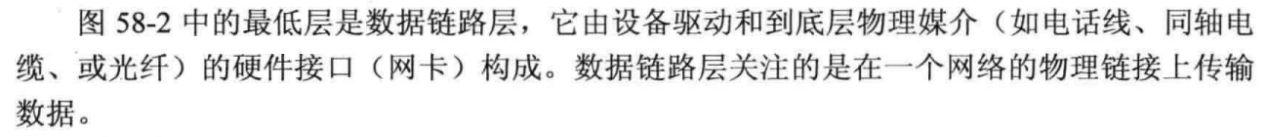 图 58-2 中的最低层是数据链路层，它由设备驱动和到底层物理媒介（如电话线、同轴电
缆、或光纤）的硬件接口（网卡）构成。数据链路层关注的是在一个网络的物理链接上传输
数据。